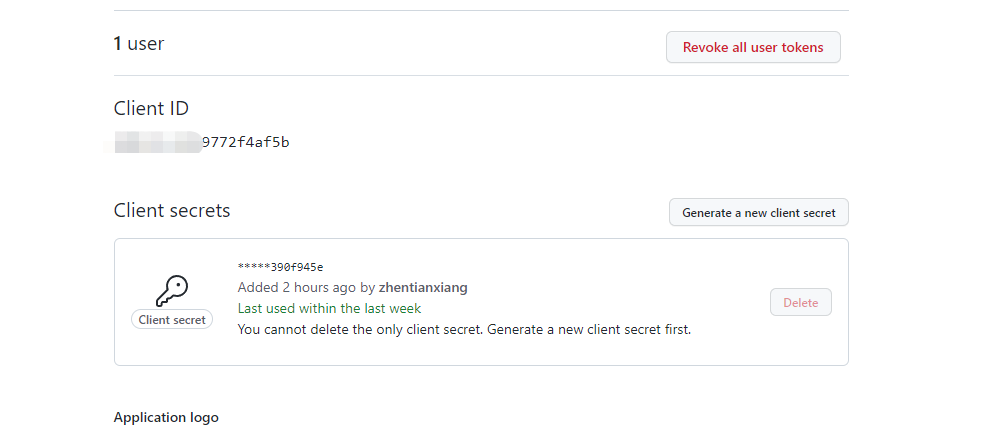 1 user
Revoke all user tokens
Client ID
9772f4af5b
Client secrets
Generate a new client secret
*****390f945e
Added 2 hours ago by zhentianxiang
Last used within the last week
Client secret
Delete
You cannot delete the only client secret. Generate a new client secret first.
Application logo